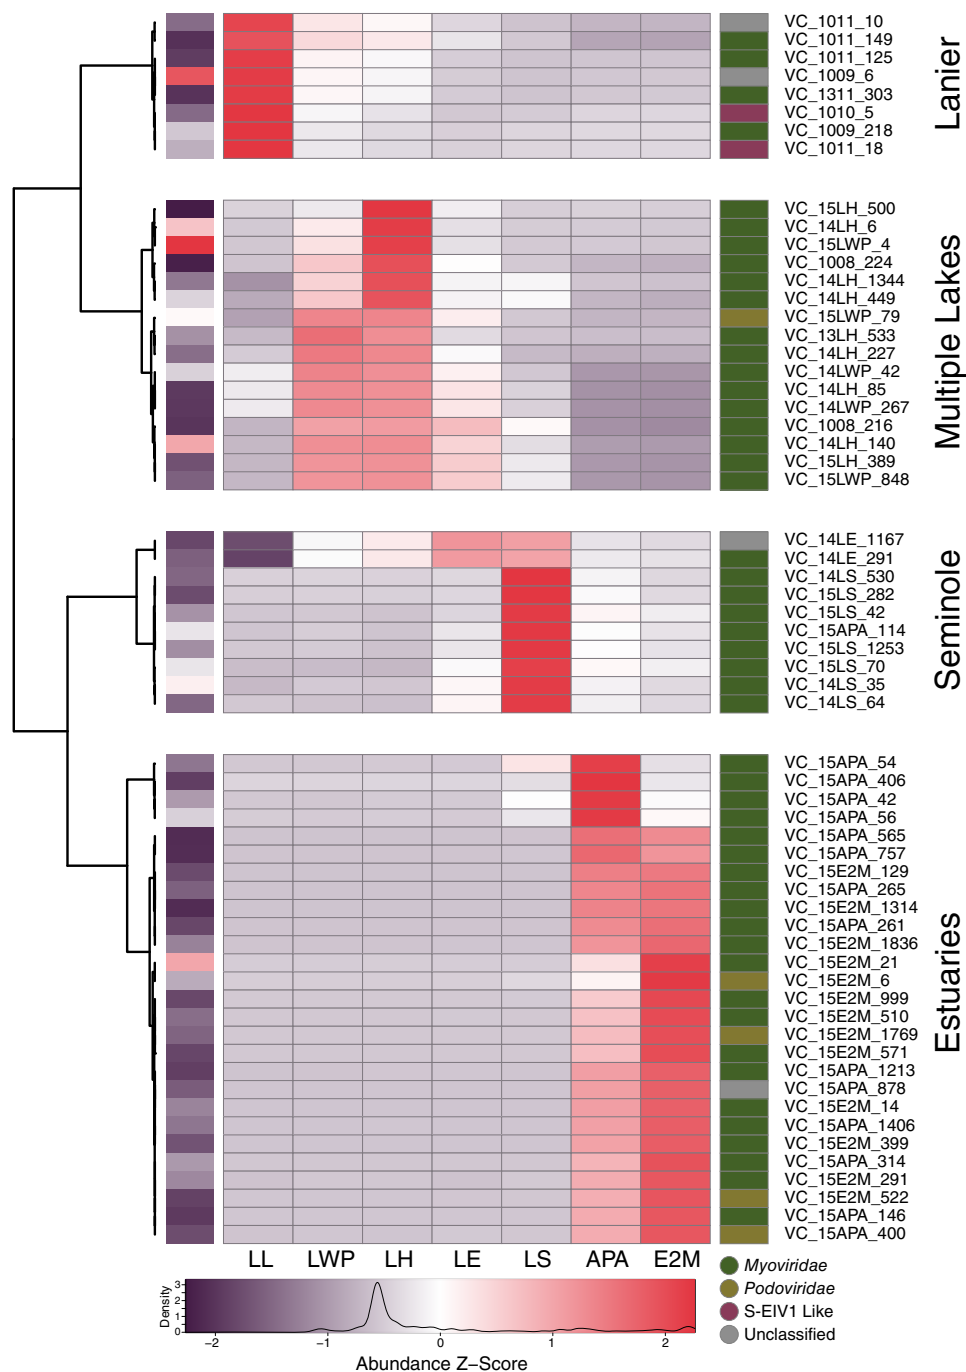 VC_1011_10
VC_1011_149
VC_1011_125
VC_1009_6
VC_1311_303
VC_1010_5
VC_1009_218
VC_1011_18
Lanier
VC_15LH_500
VC_14LH_6
VC_15LWP_4
VC_1008_224
VC_14LH_1344
VC_14LH_449
VC_15LWP_79
VC_13LH_533
VC_14LH_227
VC_14LWP_42
VC_14LH_85
VC_14LWP_267
VC_1008_216
VC_14LH_140
VC_15LH_389
VC_15LWP_848
Multiple Lakes
VC_14LE_1167
VC_14LE_291
VC_14LS_530
VC_15LS_282
VC_15LS_42
VC_15APA_114
VC_15LS_1253
VC_15LS_70
VC_14LS_35
VC_14LS_64
Seminole
VC_15APA_54
VC_15APA_406
VC_15APA_42
VC_15APA_56
VC_15APA_565
VC_15APA_757
VC_15E2M_129
VC_15APA_265
VC_15E2M_1314
VC_15APA_261
VC_15E2M_1836
VC_15E2M_21
VC_15E2M_6
VC_15E2M_999
VC_15E2M_510
VC_15E2M_1769
VC_15E2M_571
VC_15APA_1213
VC_15APA_878
VC_15E2M_14
VC_15APA_1406
VC_15E2M_399
VC_15APA_314
VC_15E2M_291
VC_15E2M_522
VC_15APA_146
VC_15APA_400
Estuaries
LL LWP LH LE LS APA E2M
Density
3
2
1
0
−2 −1 0 1 2
Abundance Z−Score
Myoviridae
Podoviridae
S-EIV1 Like
Unclassified